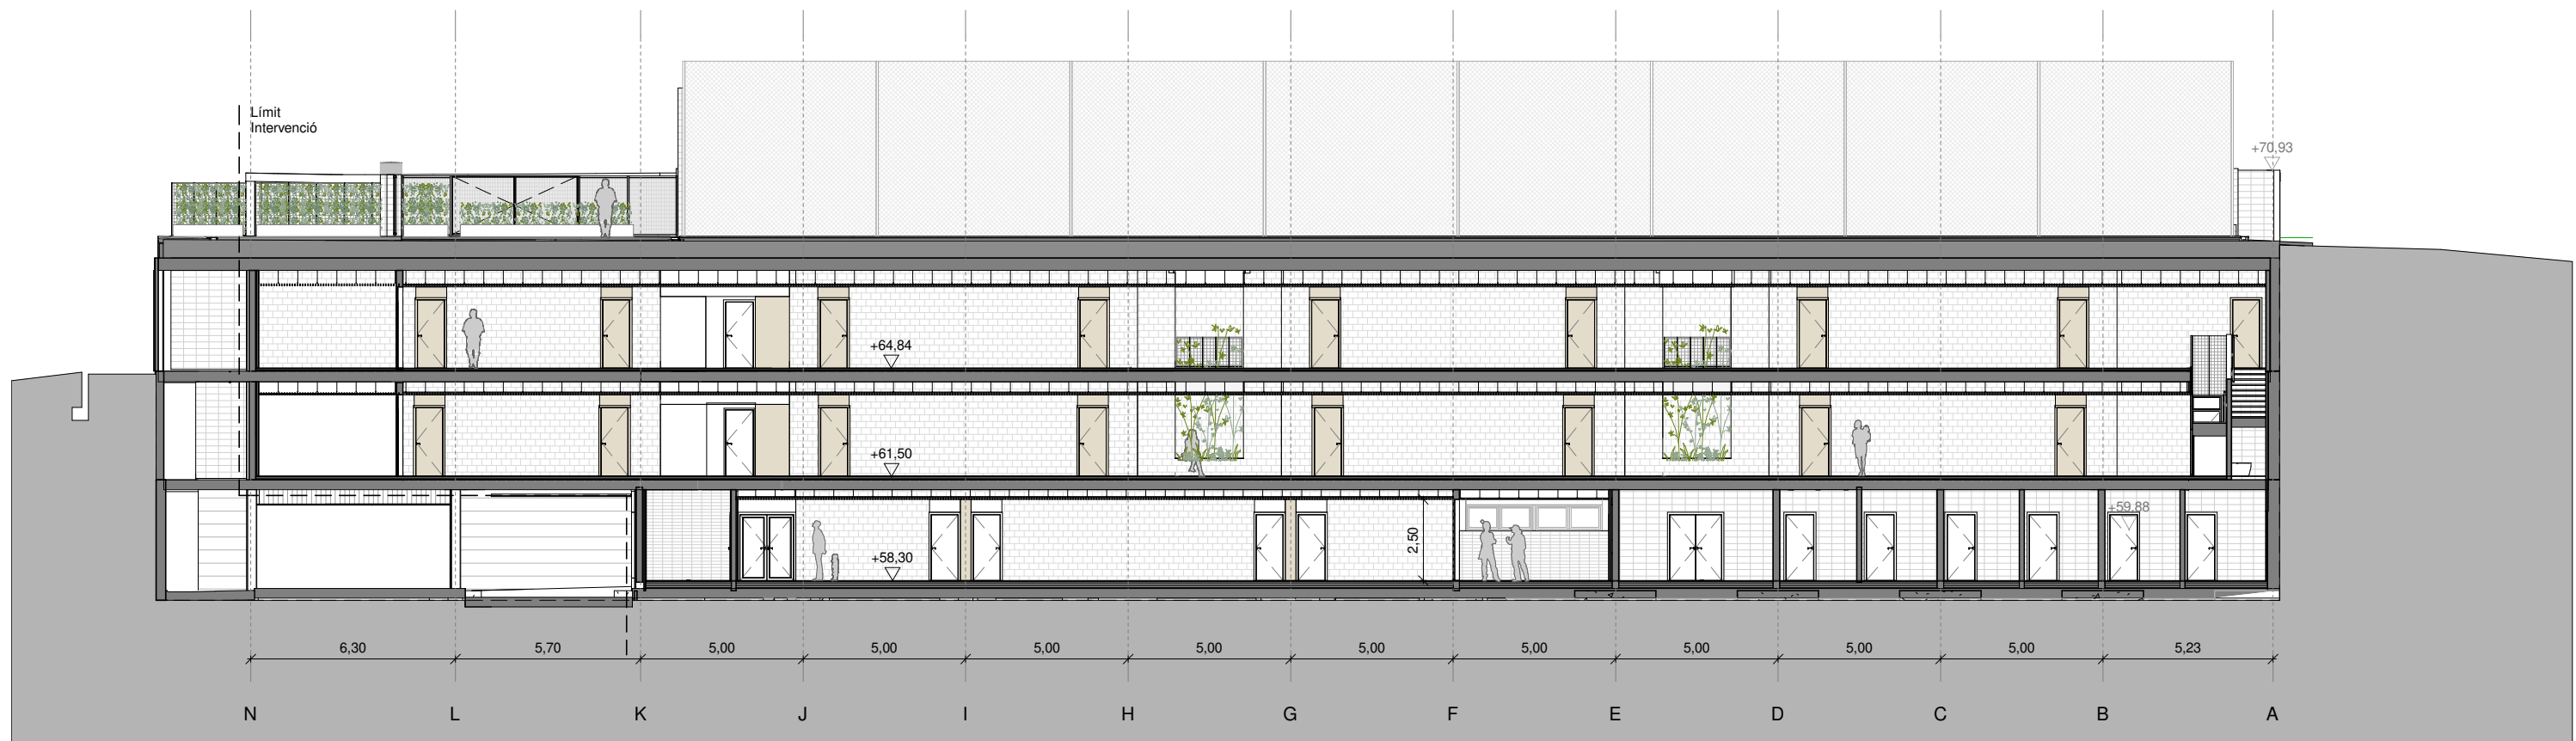 Límit
Intervenció
+70,93
+64,84
+61,50
+59,88
+58,30
2,50
6,30 5,70 5,00 5,00 5,00 5,00 5,00 5,00 5,00 5,00 5,00 5,23
N L K J I H G F E D C B A